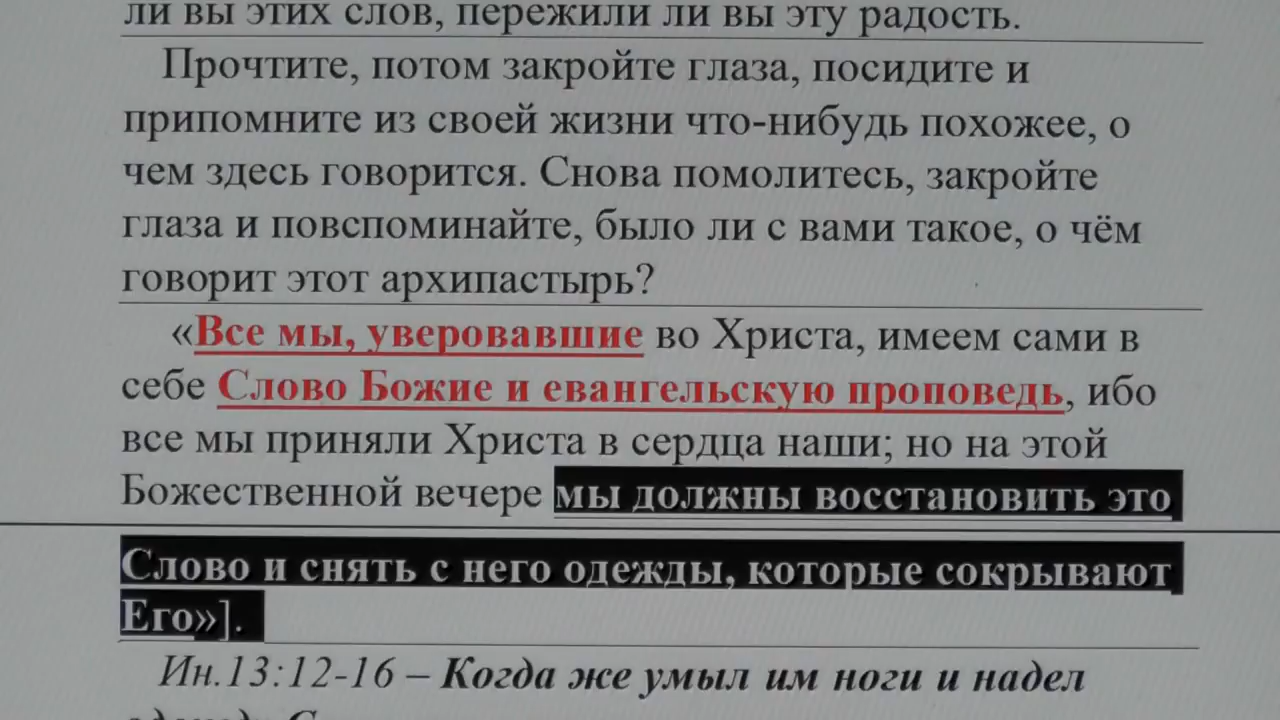 ли вы этих слов, пережили ли вы эту радость.
Прочтите, потом закройте глаза, посидите и
припомните из своей жизни что-нибудь похожее, о
чем здесь говорится. Снова помолитесь, закройте
глаза и повспоминайте, было ли с вами такое, о чём
говорит этот архипастырь?
«Все мы, уверовавшие во Христа, имеем сами в
себе Слово Божие и евангельскую проповедь, ибо
все мы приняли Христа в сердца наши; но на этой
Божественной вечере мы должны восстановить это
Слово и снять с него одежды, которые сокрывают
Его»].
Ин.13:12-16 – Когда же умыл им ноги и надел